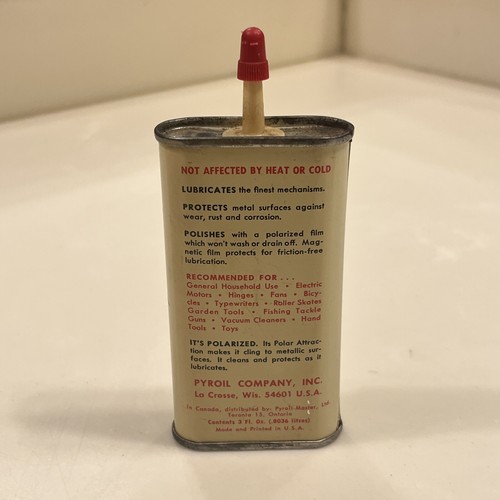 NOT AFFECTED BY HEAT OR COLD
LUBRICATES the finest mechanisms.
PROTECTS metal surfaces against
wear, rust and corrosion.
POLISHES with a polarized film
which won't wash or drain off. Mag-
netic film protects for friction-free
lubrication.
RECOMMENDED FOR . . .
General Household Use • Electric
Motors • Hinges • Fans • Bicy-
cles • Typewriters • Roller Skates
Garden Tools • Fishing Tackle
Guns • Vacuum Cleaners • Hand
Tools • Toys
IT'S POLARIZED. Its Polar Attrac-
tion makes it cling to metallic sur-
faces. It cleans and protects as it
lubricates.
PYROIL COMPANY, INC.
La Crosse, Wis. 54601 U.S.A.
In Canada, distributed by: Pyroil-Master, Ltd.
Toronto 15, Ontario
Contents 3 Fl. Oz. (.8036 litres)
Made and Printed in U.S.A.